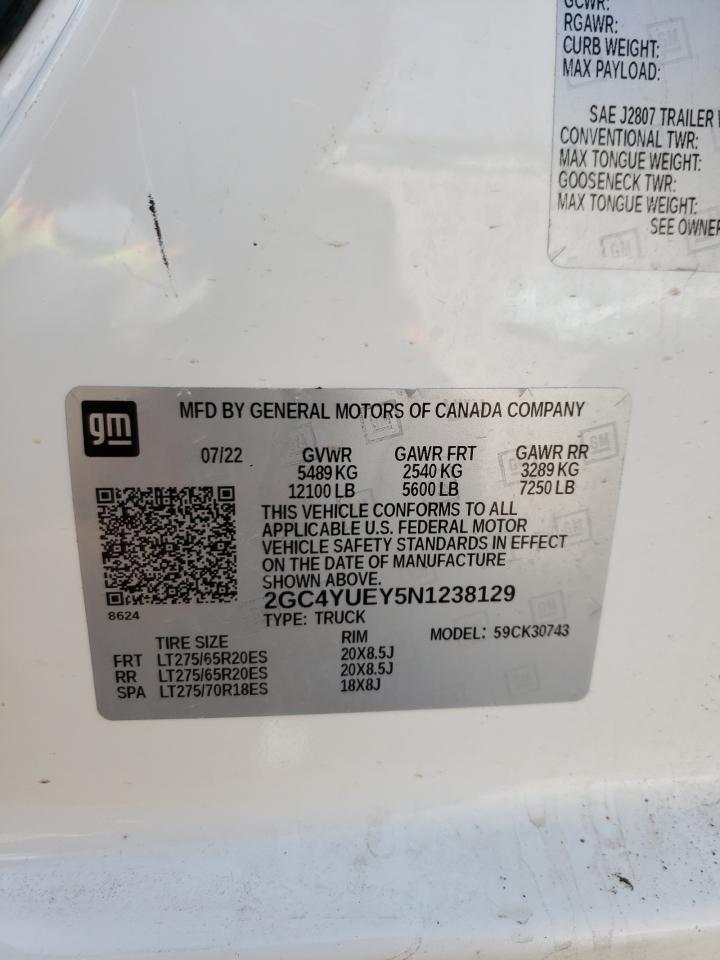 GCWR:
RGAWR:
CURB WEIGHT:
MAX PAYLOAD:
SAE J2807 TRAILER
CONVENTIONAL TWR:
MAX TONGUE WEIGHT:
GOOSENECK TWR:
MAX TONGUE WEIGHT:
SEE OWNER
GM
gm
MFD BY GENERAL MOTORS OF CANADA COMPANY
07/22 GVWR GAWR FRT GAWR RR
5489 KG 2540 KG 3289 KG
12100 LB 5600 LB 7250 LB
THIS VEHICLE CONFORMS TO ALL
APPLICABLE U.S. FEDERAL MOTOR
VEHICLE SAFETY STANDARDS IN EFFECT
ON THE DATE OF MANUFACTURE
SHOWN ABOVE.
2GC4YUEY5N1238129
8624
TYPE: TRUCK
MODEL: 59CK30743
TIRE SIZE RIM
FRT LT275/65R20ES 20X8.5J
RR LT275/65R20ES 20X8.5J
SPA LT275/70R18ES 18X8J